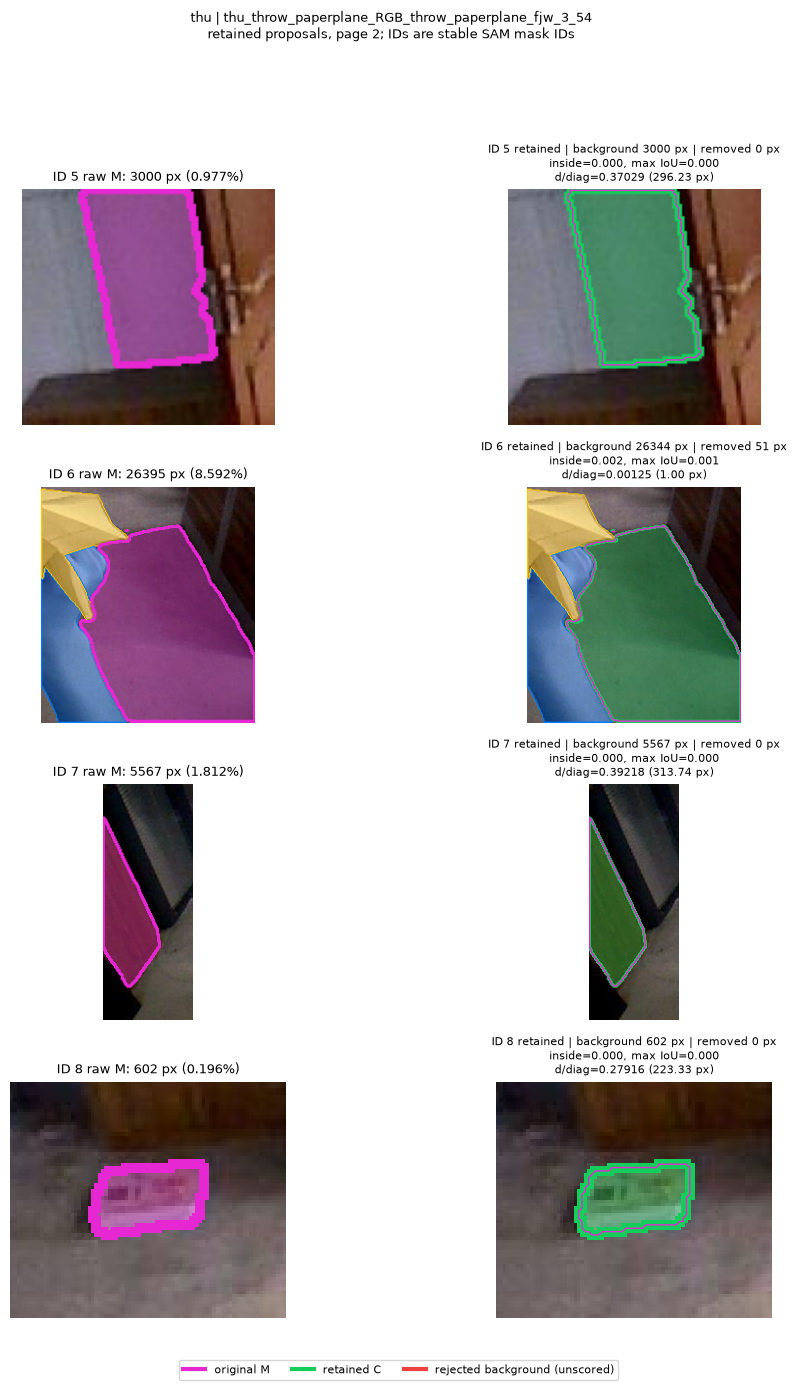 thu | thu_throw_paperplane_RGB_throw_paperplane_fjw_3_54
retained proposals, page 2; IDs are stable SAM mask IDs
ID 5 raw M: 3000 px (0.977%)
ID 5 retained | background 3000 px | removed 0 px
inside=0.000, max IoU=0.000
d/diag=0.37029 (296.23 px)
ID 6 raw M: 26395 px (8.592%)
ID 6 retained | background 26344 px | removed 51 px
inside=0.002, max IoU=0.001
d/diag=0.00125 (1.00 px)
ID 7 raw M: 5567 px (1.812%)
ID 7 retained | background 5567 px | removed 0 px
inside=0.000, max IoU=0.000
d/diag=0.39218 (313.74 px)
ID 8 raw M: 602 px (0.196%)
ID 8 retained | background 602 px | removed 0 px
inside=0.000, max IoU=0.000
d/diag=0.27916 (223.33 px)
original M
retained C
rejected background (unscored)